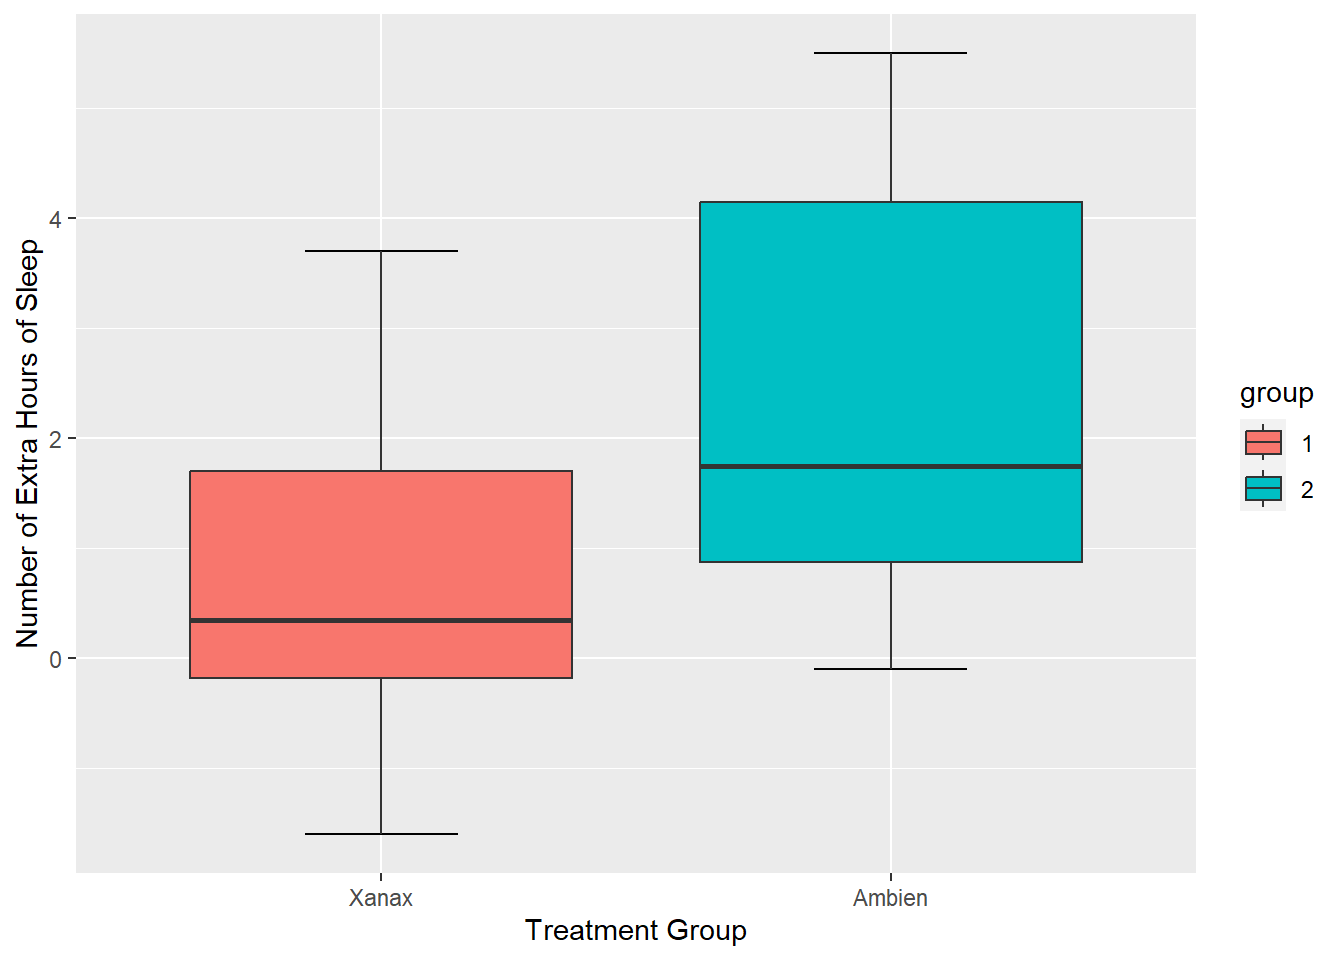 Number of Extra Hours of Sleep
4
2
0
Xanax
Ambien
Treatment Group
group
1
2